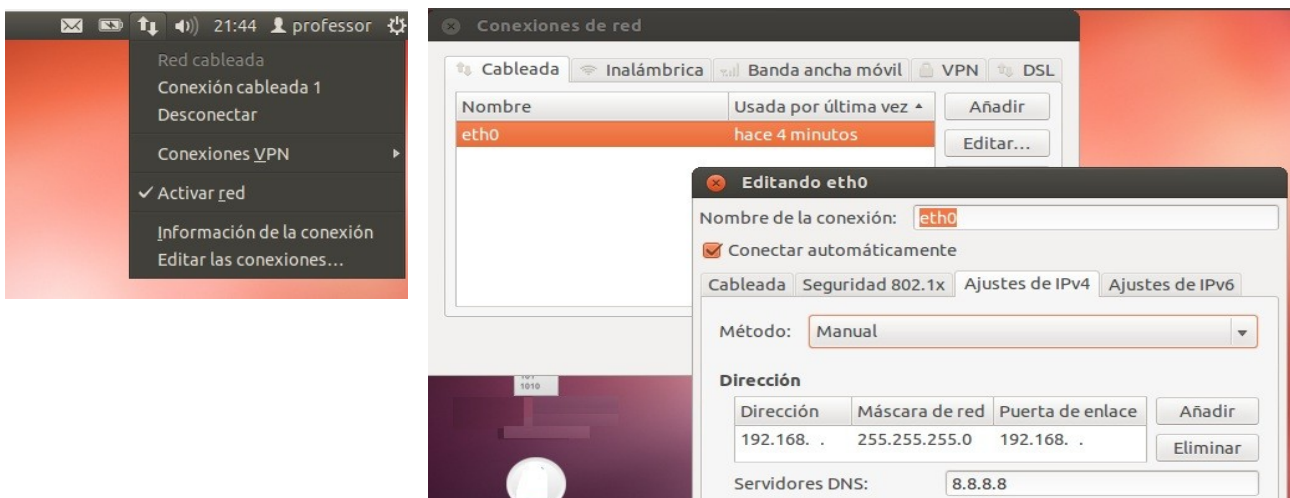 21:44 professor
Red cableada
Conexión cableada 1
Desconectar
Conexiones VPN
Activar red
Información de la conexión
Editar las conexiones...
Conexiones de red
Cableada Inalámbrica Banda ancha móvil VPN DSL
Nombre Usada por última vez Añadir
eth0 hace 4 minutos Editar...
Editando eth0
Nombre de la conexión: eth0
Conectar automáticamente
Cableada Seguridad 802.1x Ajustes de IPv4 Ajustes de IPv6
Método: Manual
Dirección
Dirección Máscara de red Puerta de enlace Añadir
192.168. . 255.255.255.0 192.168. . Eliminar
Servidores DNS: 8.8.8.8
1010